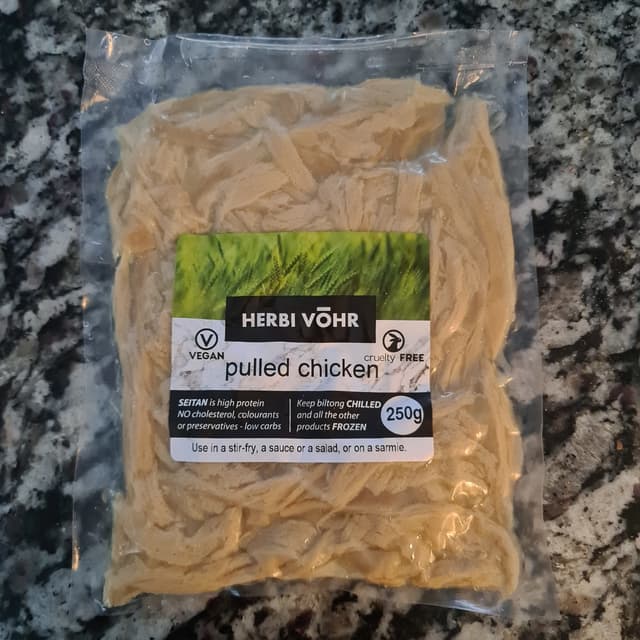 HERBI VŌHR
VEGAN
cruelty FREE
pulled chicken
SEITAN is high protein
NO cholesterol, colourants
or preservatives - low carbs
Keep biltong CHILLED
and all the other
products FROZEN
250g
Use in a stir-fry, a sauce or a salad, or on a sarmie.